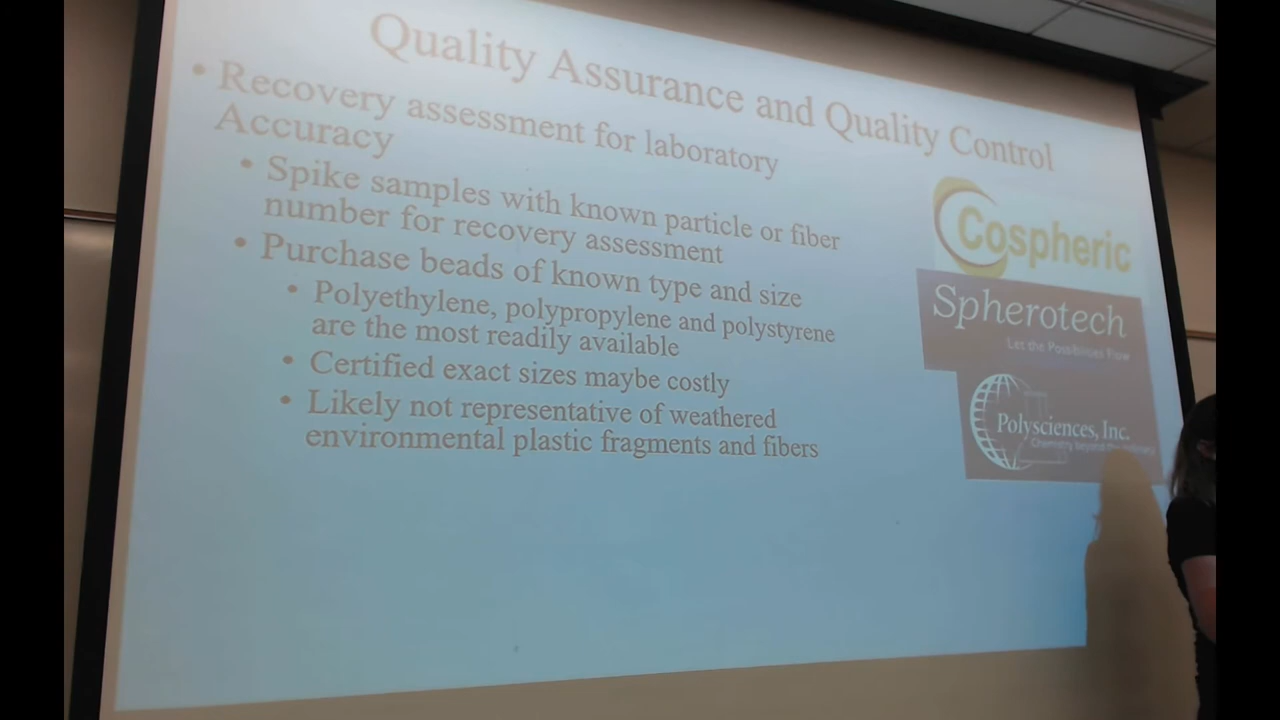 Quality Assurance and Quality Control
• Recovery assessment for laboratory
Accuracy
• Spike samples with known particle or fiber
number for recovery assessment
• Purchase beads of known type and size
• Polyethylene, polypropylene and polystyrene
are the most readily available
• Certified exact sizes maybe costly
• Likely not representative of weathered
environmental plastic fragments and fibers
Cospheric
Spherotech
Let the Possibilities Flow
Polysciences, Inc.
Chemistry beyond